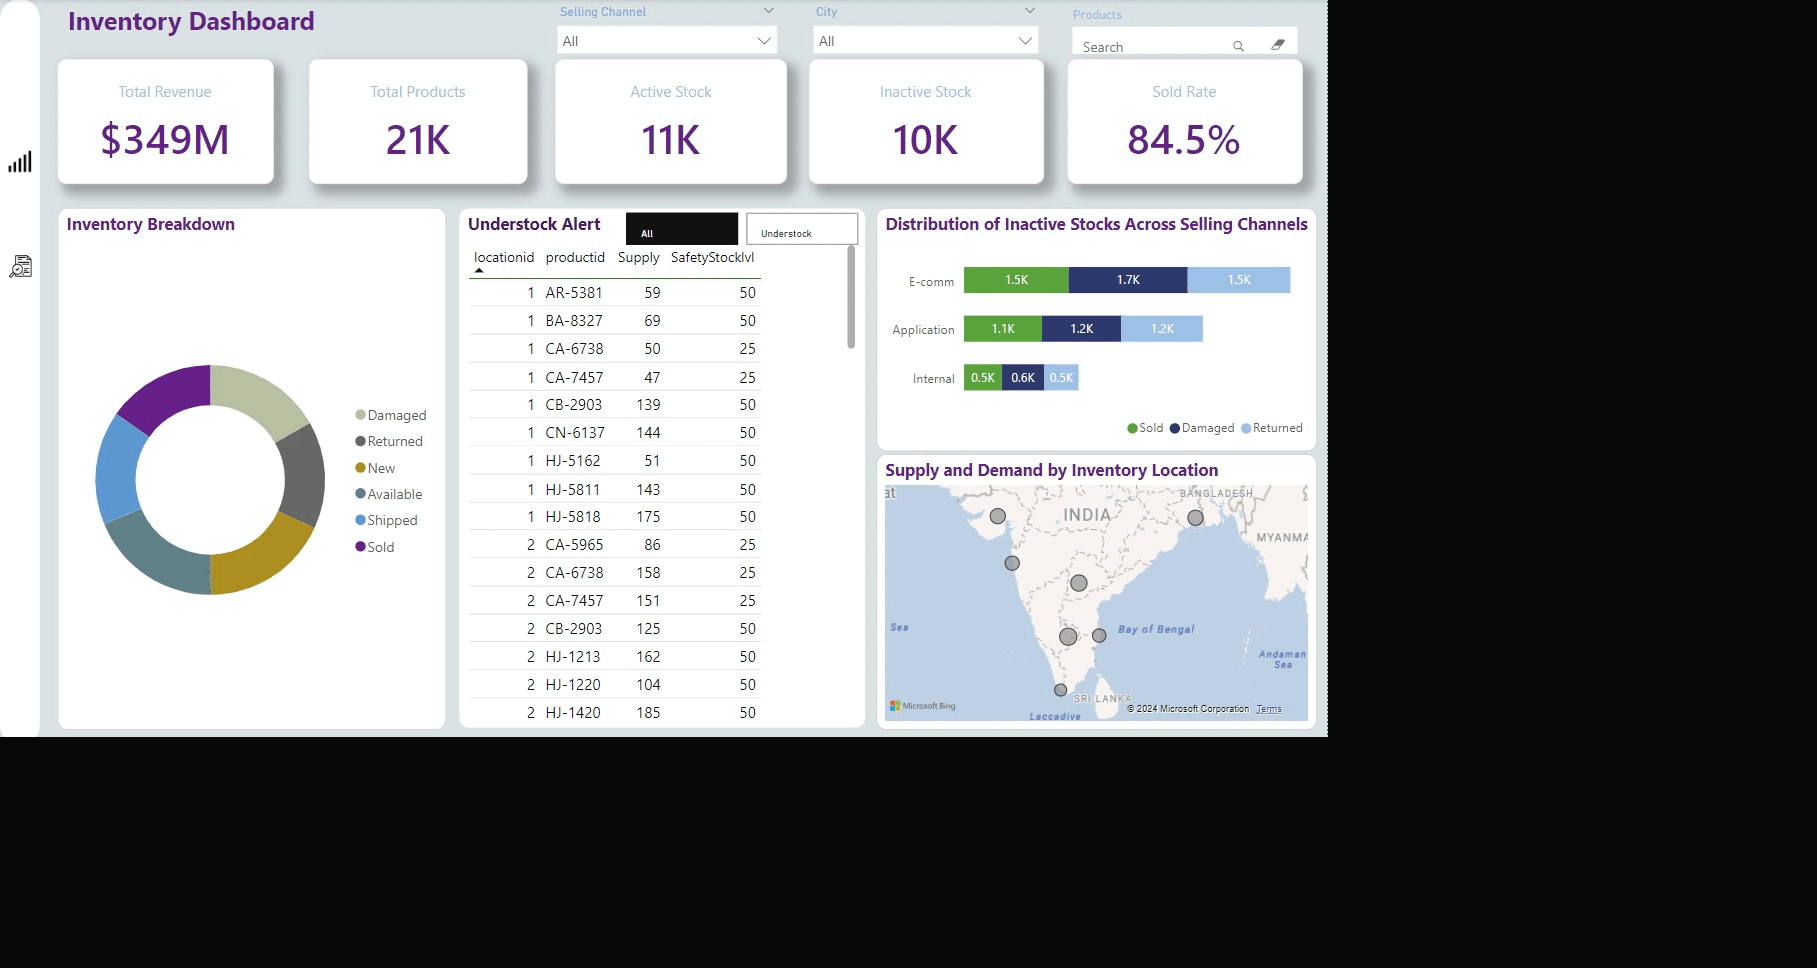 Inventory Dashboard
Selling Channel
All
City
All
Products
Search
Total Revenue
$349M
Total Products
21K
Active Stock
11K
Inactive Stock
10K
Sold Rate
84.5%
Inventory Breakdown
Damaged
Returned
New
Available
Shipped
Sold
Understock Alert
All
Understock
locationid productid Supply SafetyStocklvl
1 AR-5381 59 50
1 BA-8327 69 50
1 CA-6738 50 25
1 CA-7457 47 25
1 CB-2903 139 50
1 CN-6137 144 50
1 HJ-5162 51 50
1 HJ-5811 143 50
1 HJ-5818 175 50
2 CA-5965 86 25
2 CA-6738 158 25
2 CA-7457 151 25
2 CB-2903 125 50
2 HJ-1213 162 50
2 HJ-1220 104 50
2 HJ-1420 185 50
Distribution of Inactive Stocks Across Selling Channels
E-comm 1.5K 1.7K 1.5K
Application 1.1K 1.2K 1.2K
Internal 0.5K 0.6K 0.5K
Sold Damaged Returned
Supply and Demand by Inventory Location
at
BANGLADESH
INDIA
MYANMA
Sea
Bay of Bengal
Andaman
Sea
SRI LANKA
Microsoft Bing
© 2024 Microsoft Corporation Terms
Laccadive